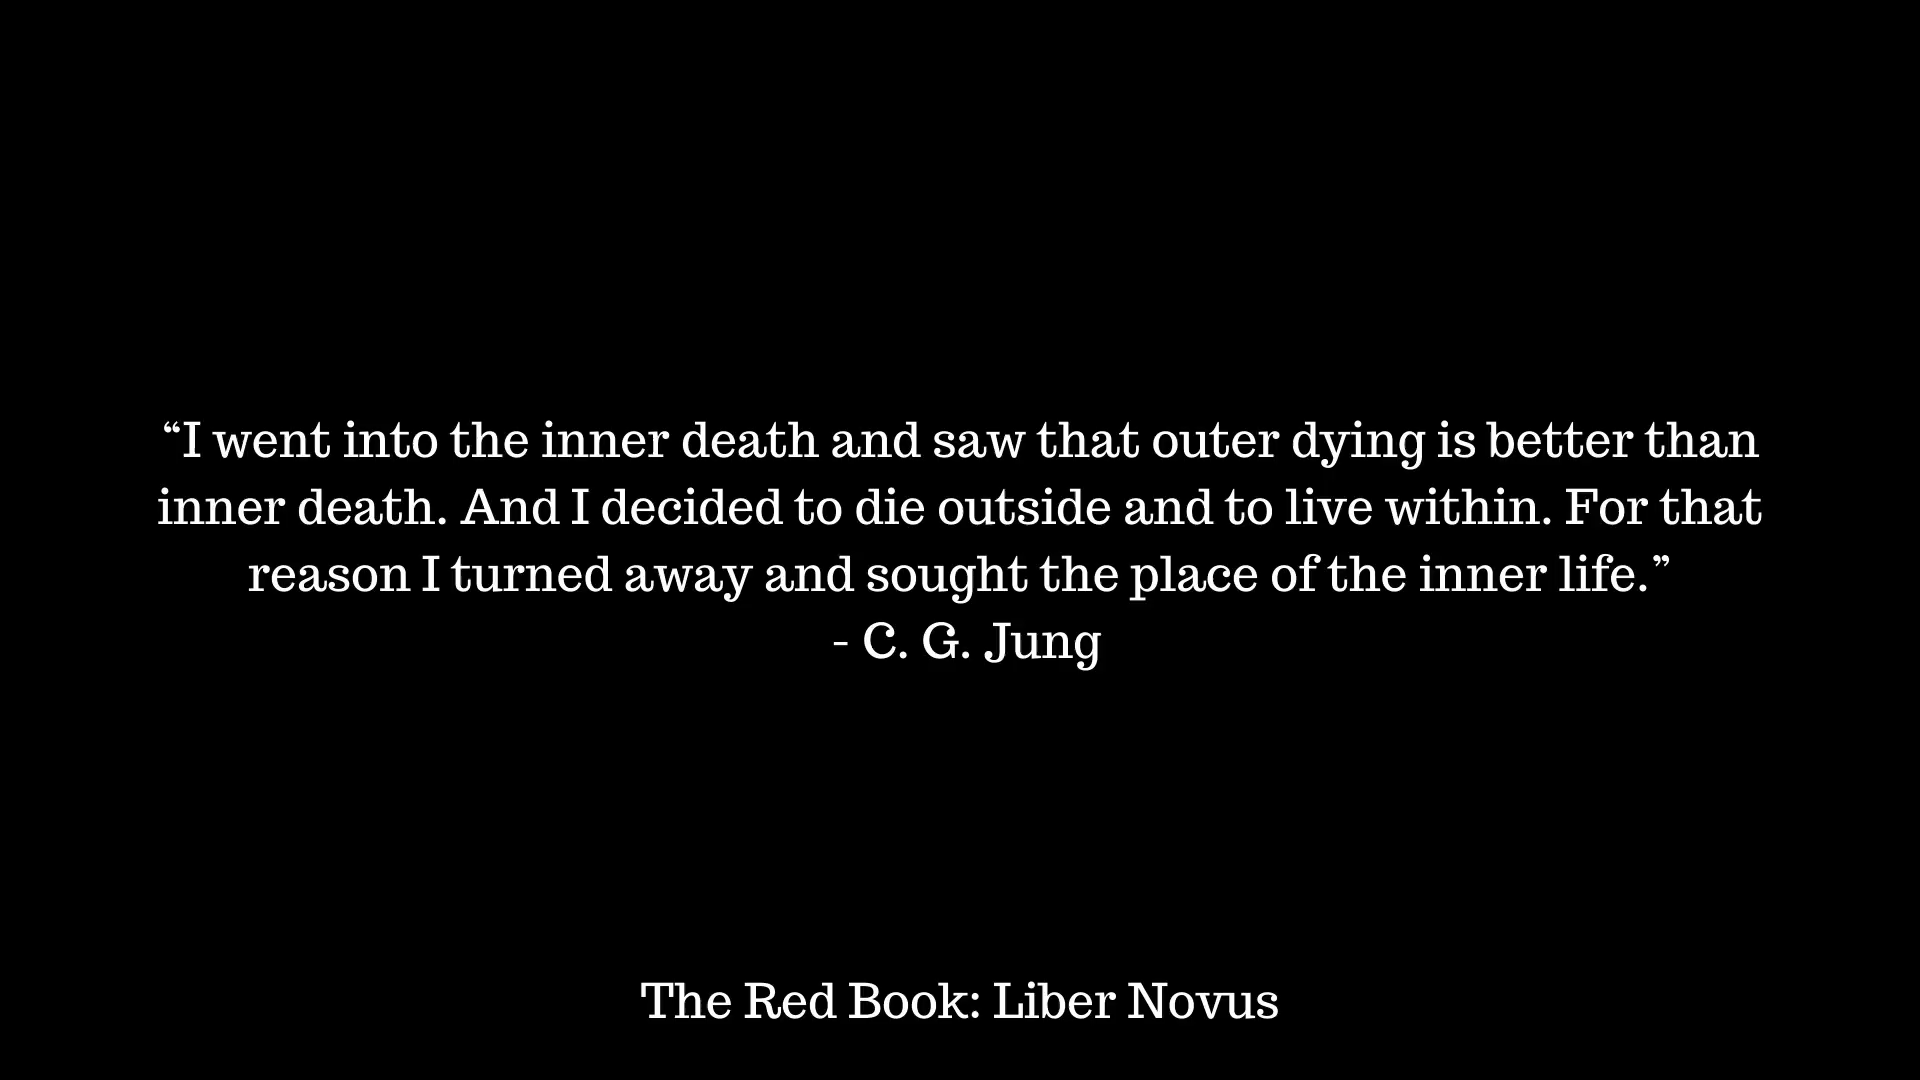 “I went into the inner death and saw that outer dying is better than
inner death. And I decided to die outside and to live within. For that
reason I turned away and sought the place of the inner life.”
- C. G. Jung
The Red Book: Liber Novus